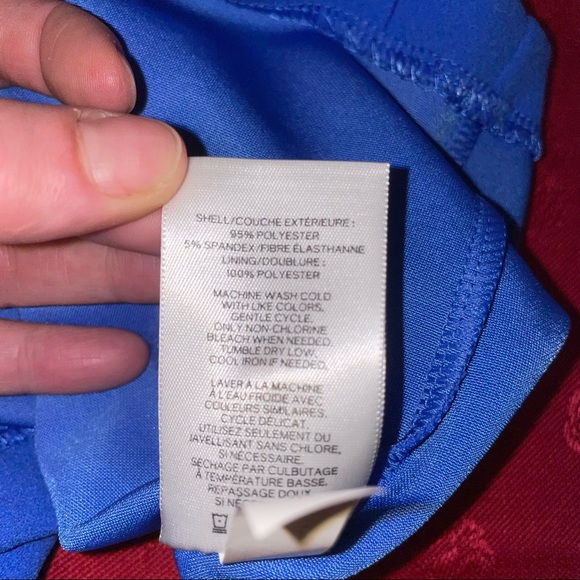 SHELL/COUCHE EXTÉRIEURE :
95% POLYESTER
5% SPANDEX/FIBRE ÉLASTHANNE
LINING/DOUBLURE :
100% POLYESTER
MACHINE WASH COLD
WITH LIKE COLORS,
GENTLE CYCLE.
ONLY NON-CHLORINE
BLEACH WHEN NEEDED.
TUMBLE DRY LOW.
COOL IRON IF NEEDED.
LAVER À LA MACHINE
À L'EAU FROIDE AVEC
COULEURS SIMILAIRES.
CYCLE DÉLICAT.
UTILISEZ SEULEMENT DU
JAVELLISANT SANS CHLORE,
SI NÉCESSAIRE.
SÉCHAGE PAR CULBUTAGE
À TEMPÉRATURE BASSE.
REPASSAGE DOUX
SI